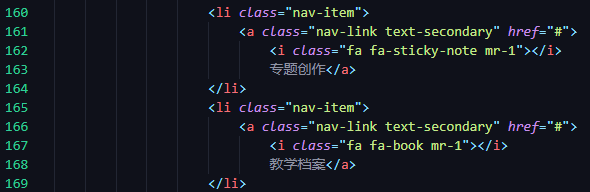 160 <li class="nav-item">
161 <a class="nav-link text-secondary" href="#">
162 <i class="fa fa-sticky-note mr-1"></i>
163 专题创作</a>
164 </li>
165 <li class="nav-item">
166 <a class="nav-link text-secondary" href="#">
167 <i class="fa fa-book mr-1"></i>
168 教学档案</a>
169 </li>